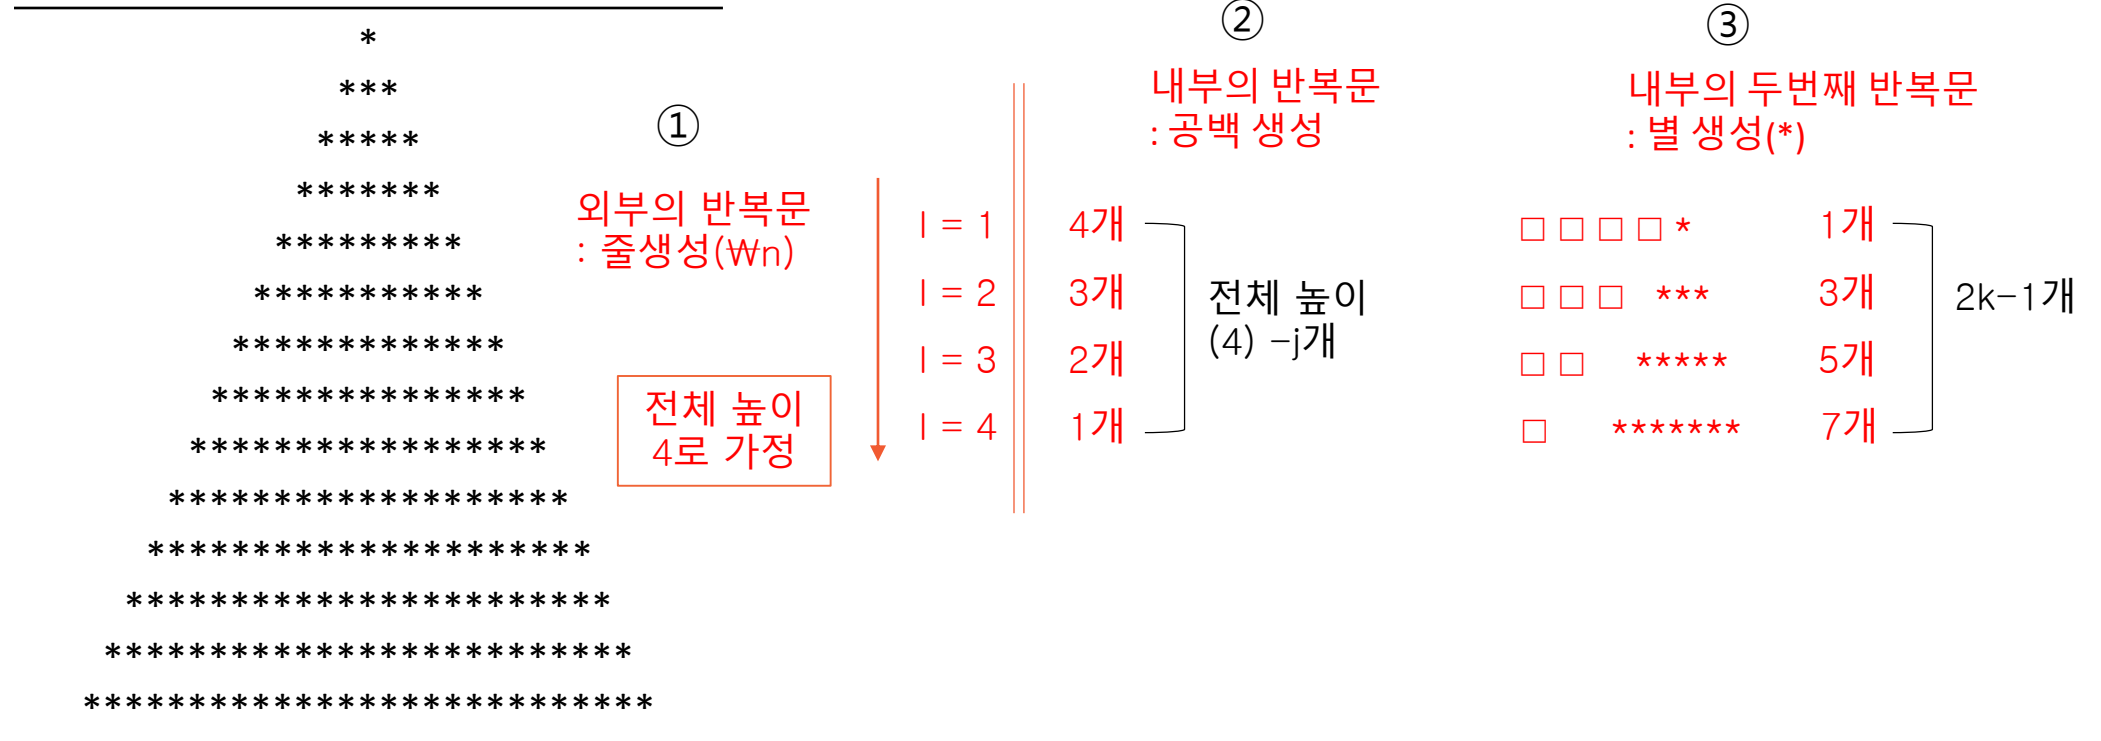 *
***
*****
*******
*********
***********
*************
***************
*****************
*******************
*********************
***********************
*************************
***************************
①
외부의 반복문
: 줄생성(₩n)
전체 높이
4로 가정
I = 1
I = 2
I = 3
I = 4
②
내부의 반복문
: 공백 생성
4개
3개
2개
1개
전체 높이
(4) -j개
③
내부의 두번째 반복문
: 별 생성(*)
□ □ □ □ * 1개
□ □ □ *** 3개
□ □ ***** 5개
□ ******* 7개
2k-1개